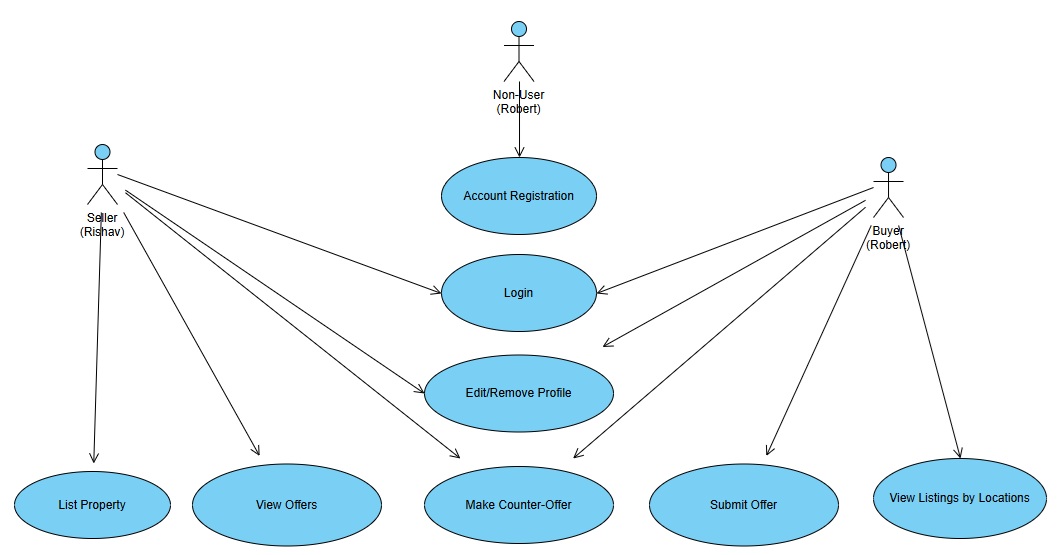 Non-User
(Robert)
Account Registration
Seller
(Rishav)
Buyer
(Robert)
Login
Edit/Remove Profile
List Property
View Offers
Make Counter-Offer
Submit Offer
View Listings by Locations